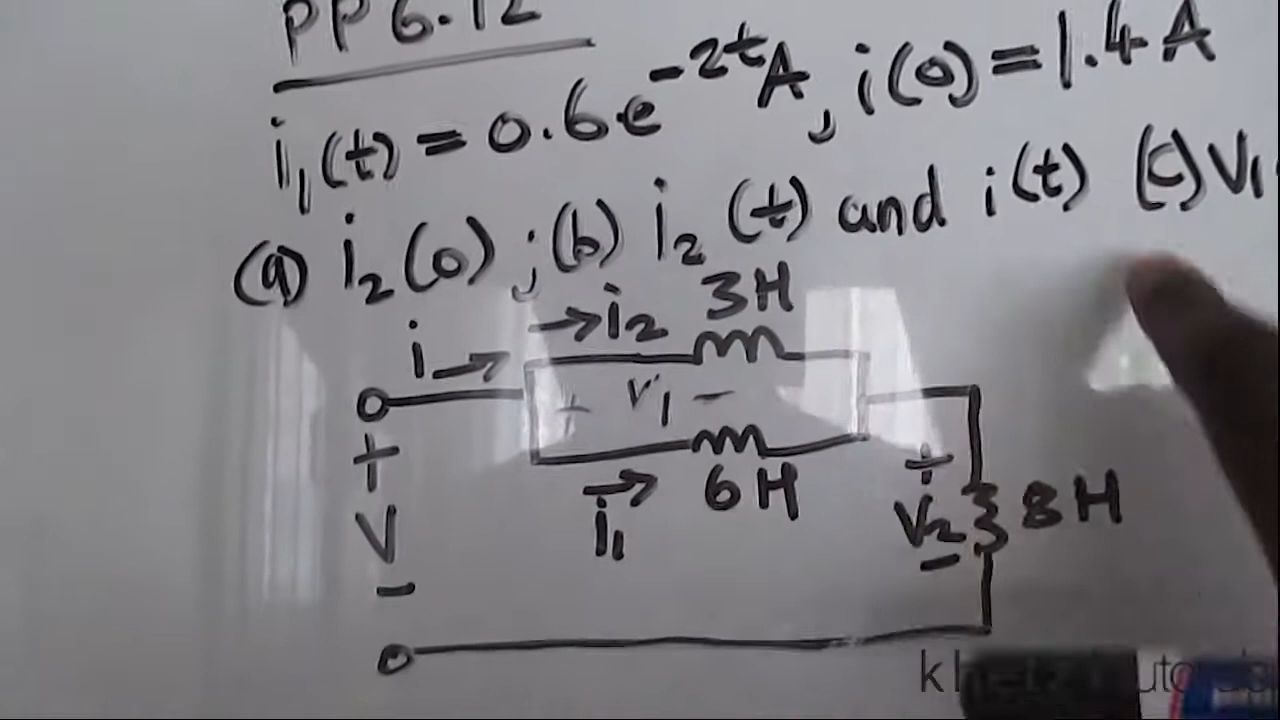 PP 6.12
i₁(t) = 0.6e^{-2t}A, i(0) = 1.4A
(a) i₂(0) ; (b) i₂(t) and i(t) (c) V₁
i → → i₂ 3H
+ V₁ -
+ V -
→ i₁ 6H
+ V₂ - 8H